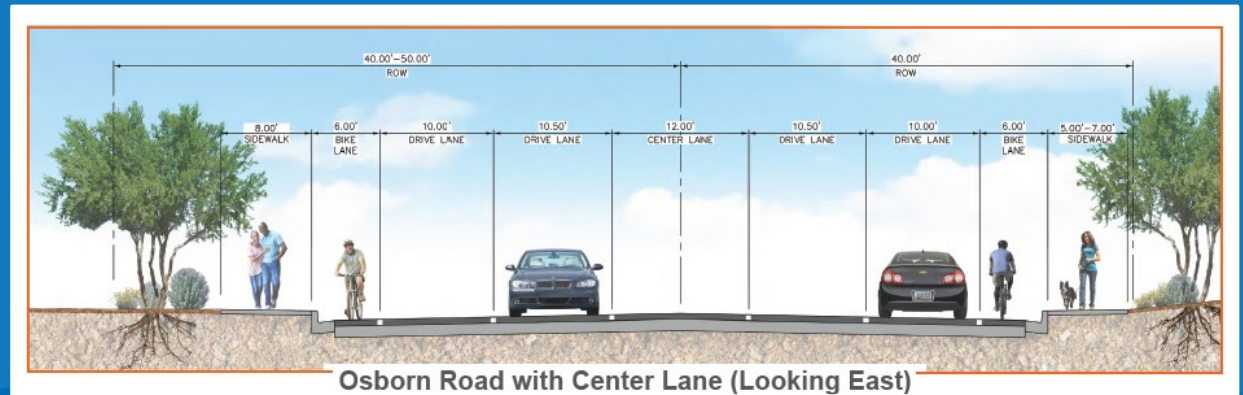 40.00'-50.00'
ROW
40.00'
ROW
8.00'
SIDEWALK
6.00'
BIKE
LANE
10.00'
DRIVE LANE
10.50'
DRIVE LANE
12.00'
CENTER LANE
10.50'
DRIVE LANE
10.00'
DRIVE LANE
6.00'
BIKE
LANE
5.00'-7.00'
SIDEWALK
Osborn Road with Center Lane (Looking East)